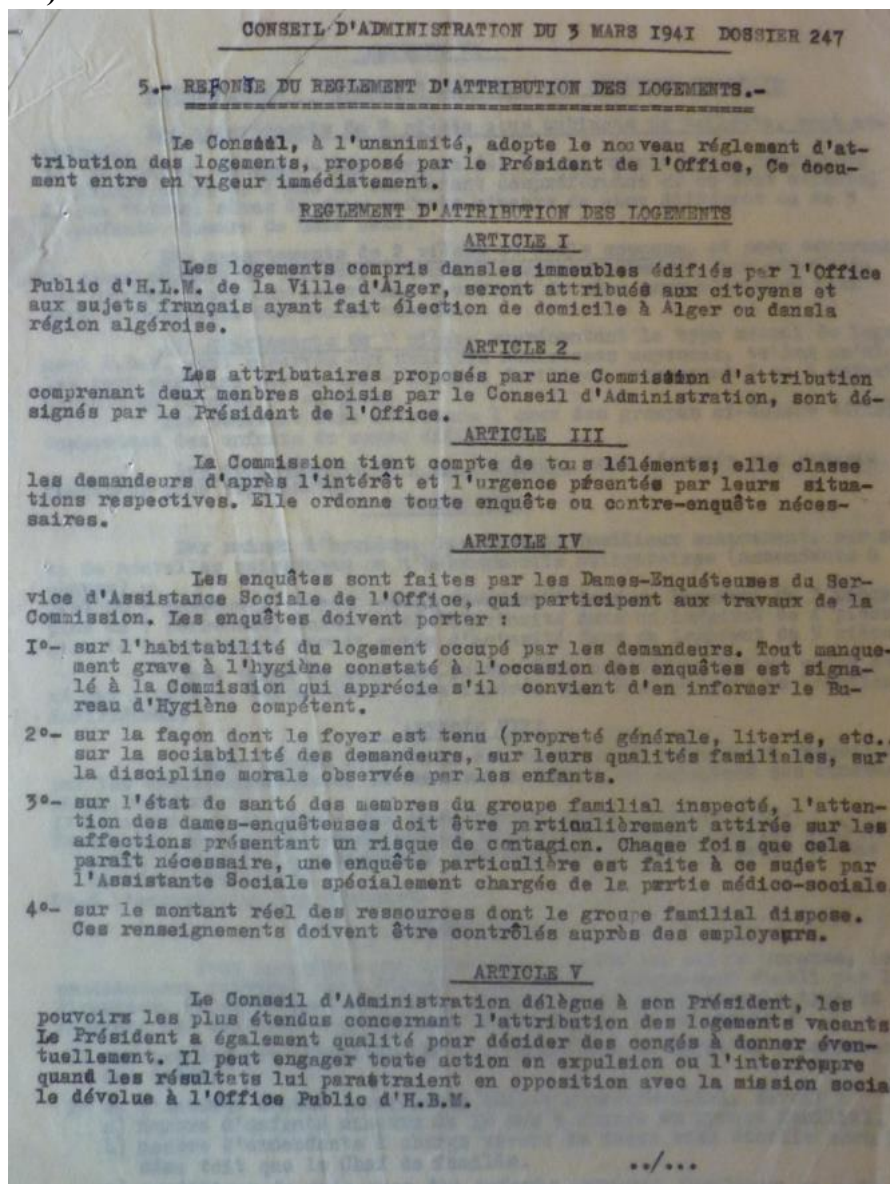 CONSEIL D'ADMINISTRATION DU 3 MARS I94I DOSSIER 247
5.- REFONTE DU REGLEMENT D'ATTRIBUTION DES LOGEMENTS.-
Le Conseil, à l'unanimité, adopte le nouveau réglement d'at-
tribution des logements, proposé par le Président de l'Office, Ce docu-
ment entre en vigeur immédiatement.
REGLEMENT D'ATTRIBUTION DES LOGEMENTS
ARTICLE I
Les logements compris dansles immeubles édifiés par l'Office
Public d'H.L.M. de la Ville d'Alger, seront attribués aux citoyens et
aux sujets français ayant fait élection de domicile à Alger ou dansla
région algéroise.
ARTICLE 2
Les attributaires proposés par une Commission d'attribution
comprenant deux menbres choisis par le Conseil d'Administration, sont dé-
signés par le Président de l'Office.
ARTICLE III
La Commission tient compte de tous léléments; elle classe
les demandeurs d'après l'intérêt et l'urgence présentée par leurs situa-
tions respectives. Elle ordonne toute enquête ou contre-enquête néces-
saires.
ARTICLE IV
Les enquêtes sont faites par les Dames-Enquêteuses du Ser-
vice d'Assistance Sociale de l'Office, qui participent aux travaux de la
Commission. Les enquêtes doivent porter :
I°- sur l'habitabilité du logement occupé par les demandeurs. Tout manque-
ment grave à l'hygiène constaté à l'occasion des enquêtes est signa-
lé à la Commission qui apprécie s'il convient d'en informer le Bu-
reau d'Hygiène compétent.
2°- sur la façon dont le foyer est tenu (propreté générale, literie, etc..
sur la sociabilité des demandeurs, sur leurs qualités familiales, sur
la discipline morale observée par les enfants.
3°- sur l'état de santé des membres du groupe familial inspecté, l'atten-
tion des dames-enquêteuses doit être particulièrement attirée sur les
affections présentant un risque de contagion. Chaque fois que cela
paraît nécessaire, une enquête particulière est faite à ce sujet par
l'Assistante Sociale spécialement chargée de la partie médico-sociale
4°- sur le montant réel des ressources dont le groupe familial dispose.
Ces renseignements doivent être contrôlés auprès des employeurs.
ARTICLE V
Le Conseil d'Administration délègue à son Président, les
pouvoirs les plus étendus concernant l'attribution des logements vacants
Le Président a également qualité pour décider des congés à donner éven-
tuellement. Il peut engager toute action en expulsion ou l'interrompre
quand les résultats lui paraîtraient en opposition avec la mission socia
le dévolue à l'Office Public d'H.B.M.
../...